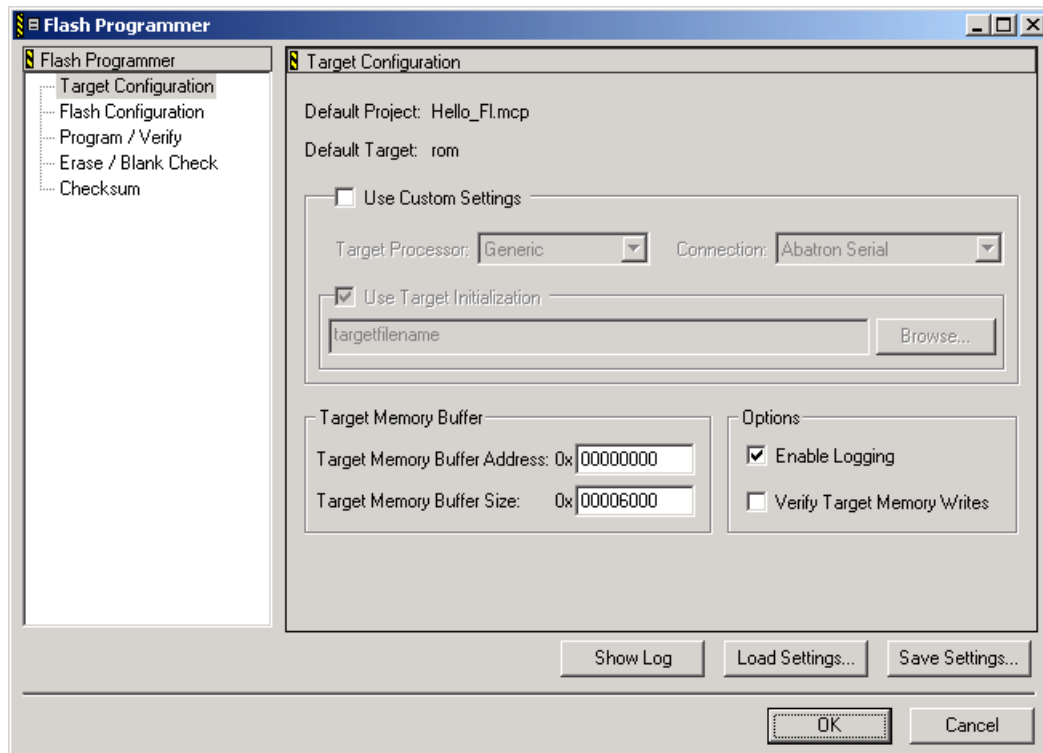 Flash Programmer
Flash Programmer
Target Configuration
Flash Configuration
Program / Verify
Erase / Blank Check
Checksum
Target Configuration
Default Project: Hello_Fl.mcp
Default Target: rom
Use Custom Settings
Target Processor: Generic Connection: Abatron Serial
Use Target Initialization
targetfilename Browse...
Target Memory Buffer
Target Memory Buffer Address: 0x 00000000
Target Memory Buffer Size: 0x 00006000
Options
Enable Logging
Verify Target Memory Writes
Show Log Load Settings... Save Settings...
OK Cancel